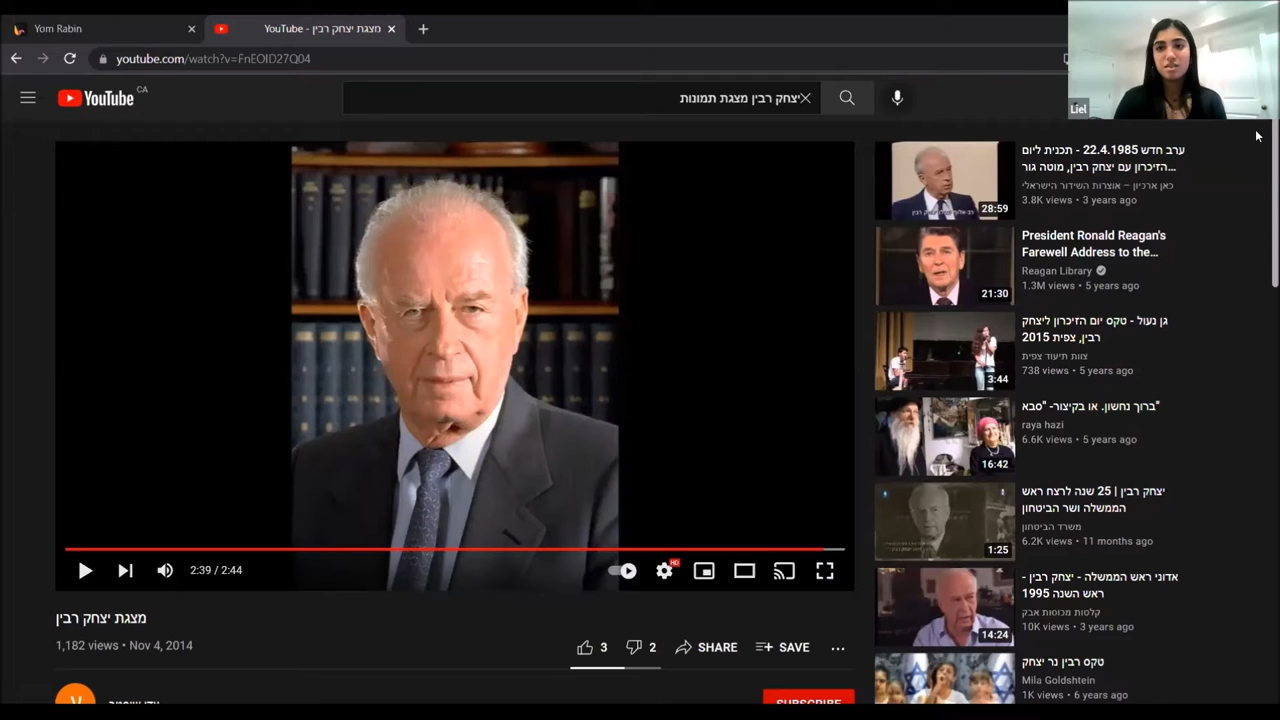 Yom Rabin
מצגת יצחק רבין - YouTube
youtube.com/watch?v=FnEOID27Q04
YouTube CA
יצחק רבין מצגת תמונות
Liel
2:39 / 2:44
HD
מצגת יצחק רבין
1,182 views • Nov 4, 2014
3
2
SHARE
SAVE
SUBSCRIBE
ערב חדש 22.4.1985 - תכנית ליום
הזיכרון עם יצחק רבין, מוטה גור...
כאן ארכיון – אוצרות השידור הישראלי
3.8K views • 3 years ago
28:59
President Ronald Reagan's
Farewell Address to the...
Reagan Library
1.3M views • 5 years ago
21:30
גן נעול - טקס יום הזיכרון ליצחק
רבין, צפית 2015
צוות תיעוד צפית
738 views • 5 years ago
3:44
ברוך נחשון. או בקיצור- "סבא"
raya hazi
6.6K views • 5 years ago
16:42
יצחק רבין | 25 שנה לרצח ראש
הממשלה ושר הביטחון
משרד הביטחון
6.2K views • 11 months ago
1:25
אדוני ראש הממשלה - יצחק רבין -
ראש השנה 1995
קלטות מכוסות אבק
10K views • 3 years ago
14:24
טקס רבין נר יצחק
Mila Goldshtein
1K views • 6 years ago